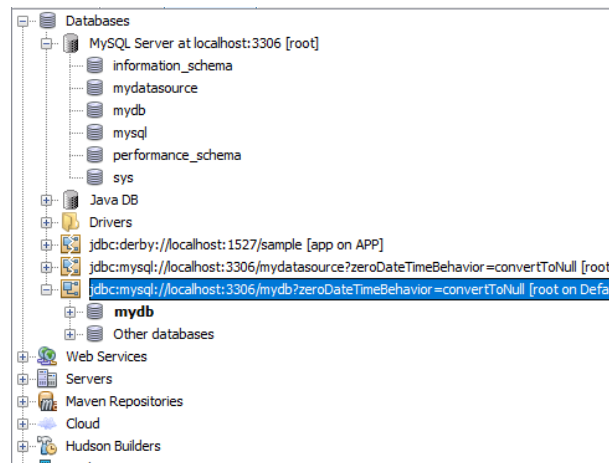 Databases
MySQL Server at localhost:3306 [root]
information_schema
mydatasource
mydb
mysql
performance_schema
sys
Java DB
Drivers
jdbc:derby://localhost:1527/sample [app on APP]
jdbc:mysql://localhost:3306/mydatasource?zeroDateTimeBehavior=convertToNull [root
jdbc:mysql://localhost:3306/mydb?zeroDateTimeBehavior=convertToNull [root on Defa
mydb
Other databases
Web Services
Servers
Maven Repositories
Cloud
Hudson Builders